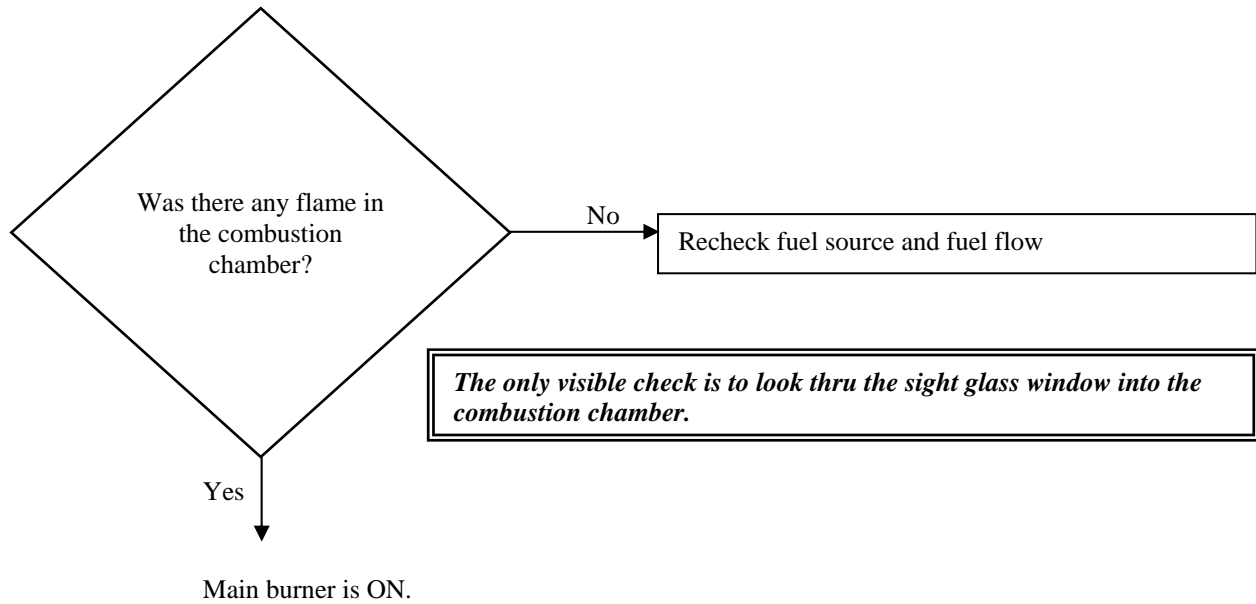 Was there any flame in
the combustion
chamber?
No
Recheck fuel source and fuel flow
The only visible check is to look thru the sight glass window into the
combustion chamber.
Yes
Main burner is ON.